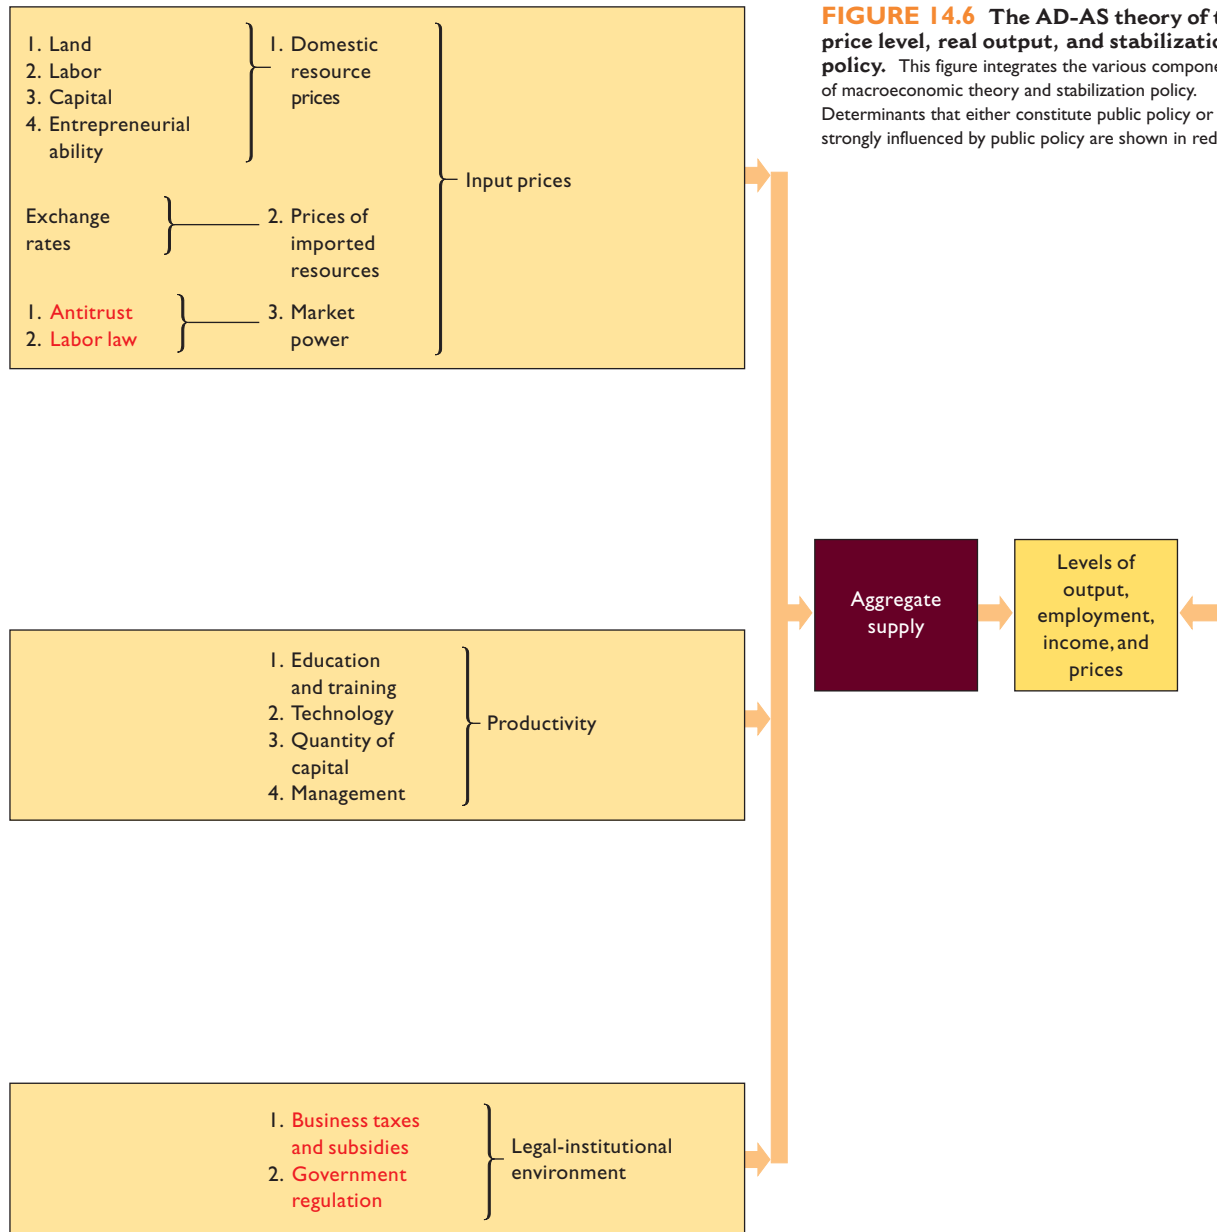 FIGURE 14.6 The AD-AS theory of
price level, real output, and
policy. This figure integrates the various
of macroeconomic theory and stabilization policy.
Determinants that either constitute public policy or
strongly influenced by public policy are shown in red
1. Land
2. Labor
3. Capital
4. Entrepreneurial
ability
1. Domestic
resource
prices
Exchange
rates
2. Prices of
imported
resources
1. Antitrust
2. Labor law
3. Market
power
Input prices
1. Education
and training
2. Technology
3. Quantity of
capital
4. Management
Productivity
1. Business taxes
and subsidies
2. Government
regulation
Legal-institutional
environment
Aggregate
supply
Levels of
output,
employment,
income, and
prices